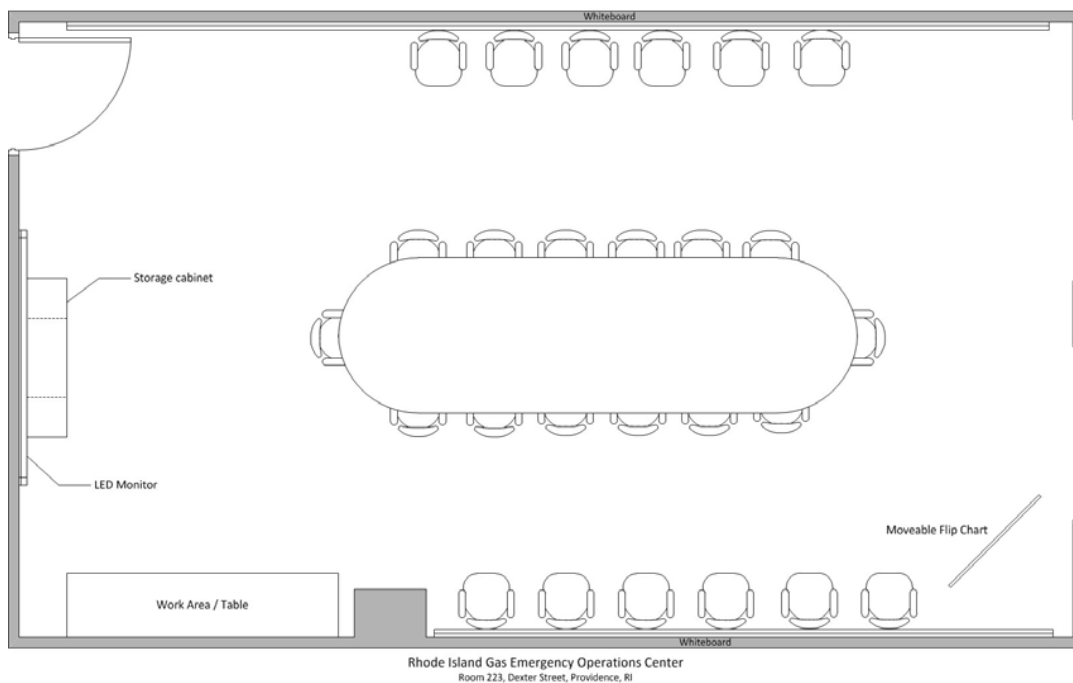 Whiteboard
Storage cabinet
LED Monitor
Moveable Flip Chart
Work Area / Table
Whiteboard
Rhode Island Gas Emergency Operations Center
Room 223, Dexter Street, Providence, RI